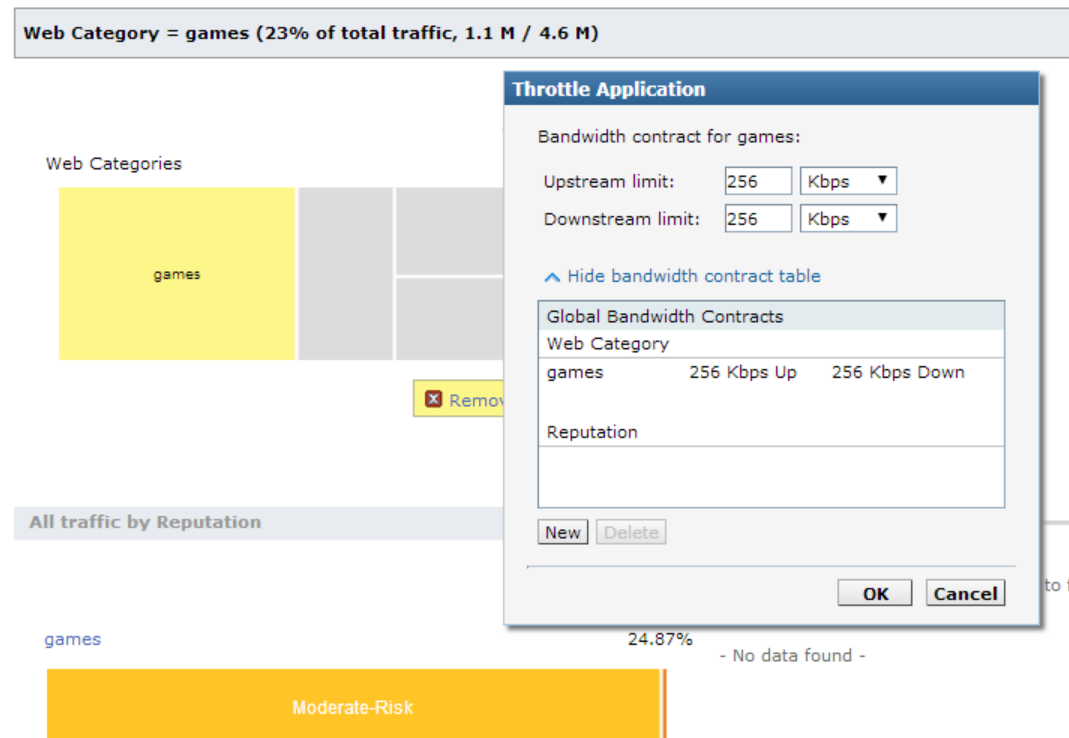 Web Category = games (23% of total traffic, 1.1 M / 4.6 M)
Throttle Application
Bandwidth contract for games:
Web Categories
Upstream limit: 256 Kbps
Downstream limit: 256 Kbps
games
Hide bandwidth contract table
Global Bandwidth Contracts
Web Category
games 256 Kbps Up 256 Kbps Down
Remov
Reputation
All traffic by Reputation
New Delete
OK Cancel
to
games 24.87%
- No data found -
Moderate-Risk